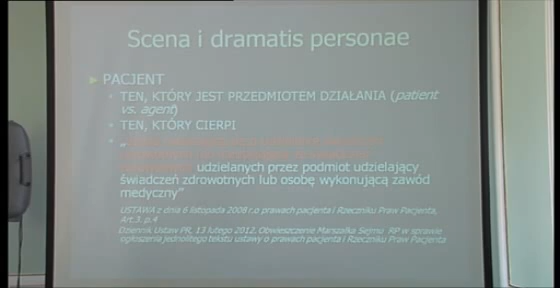 Scena i dramatis personae
PACJENT
TEN, KTÓRY JEST PRZEDMIOTEM DZIAŁANIA (patient
vs. agent)
TEN, KTÓRY CIERPI
„
udzielanych przez podmiot udzielający
świadczeń zdrowotnych lub osobę wykonującą zawód
medyczny”
USTAWA z dnia 6 listopada 2008 r.o prawach pacjenta i Rzeczniku Praw Pacjenta,
Art.3. p.4
Dziennik Ustaw PR, 13 lutego 2012, Obwieszczenie Marszałka Sejmu RP w sprawie
ogłoszenia jednolitego tekstu ustawy o prawach pacjenta i Rzeczniku Praw Pacjenta